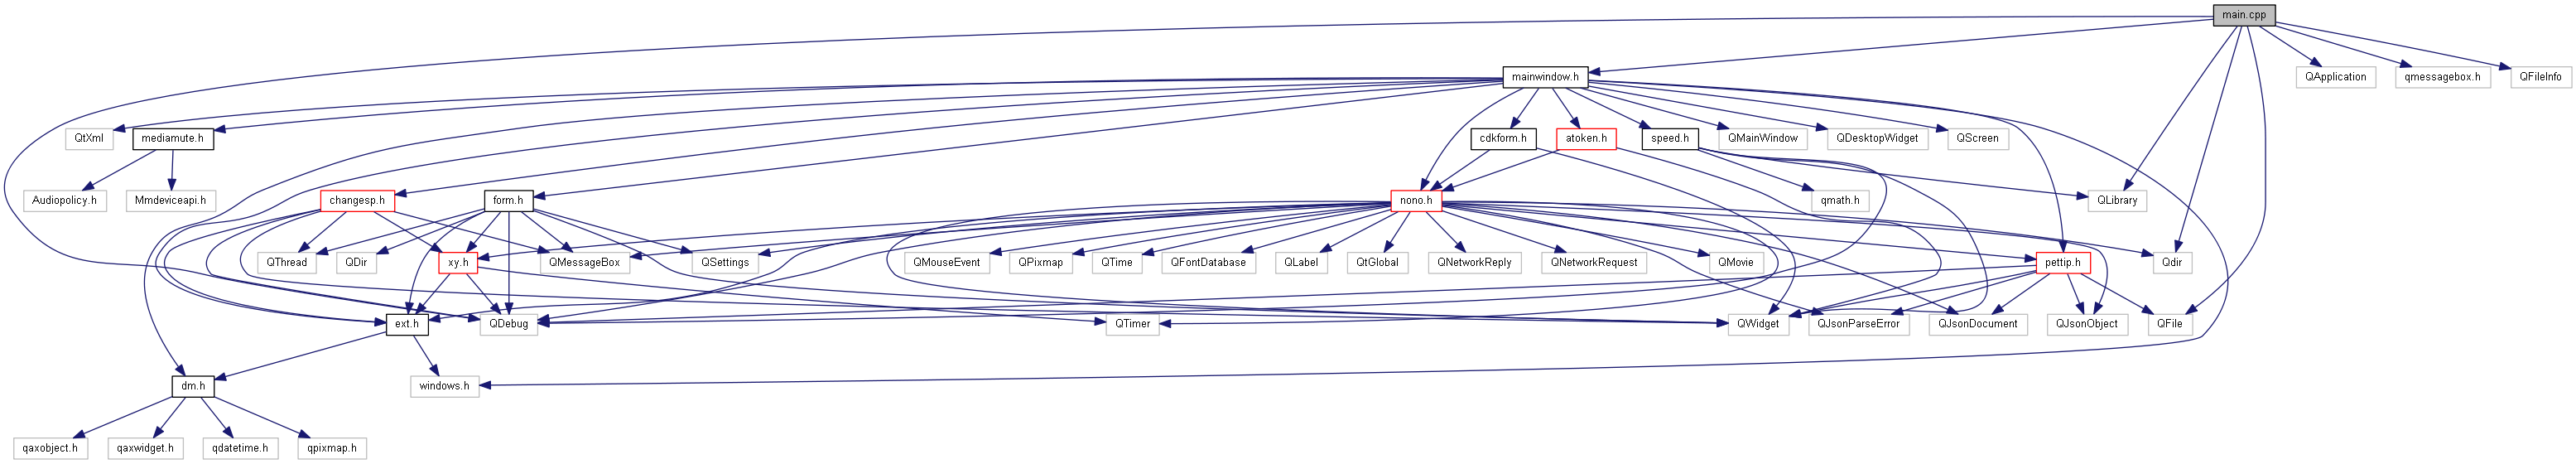 main.cpp
mainwindow.h
QApplication
qmessagebox.h
QFileInfo
QtXml
mediamute.h
cdkform.h
atoken.h
speed.h
QMainWindow
QDesktopWidget
QScreen
Audiopolicy.h
Mmdeviceapi.h
changesp.h
form.h
nono.h
qmath.h
QLibrary
QThread
QDir
xy.h
QMessageBox
QSettings
QMouseEvent
QPixmap
QTime
QFontDatabase
QLabel
QtGlobal
QNetworkReply
QNetworkRequest
QMovie
pettip.h
Qdir
ext.h
QDebug
QTimer
QWidget
QJsonParseError
QJsonDocument
QJsonObject
QFile
dm.h
windows.h
qaxobject.h
qaxwidget.h
qdatetime.h
qpixmap.h